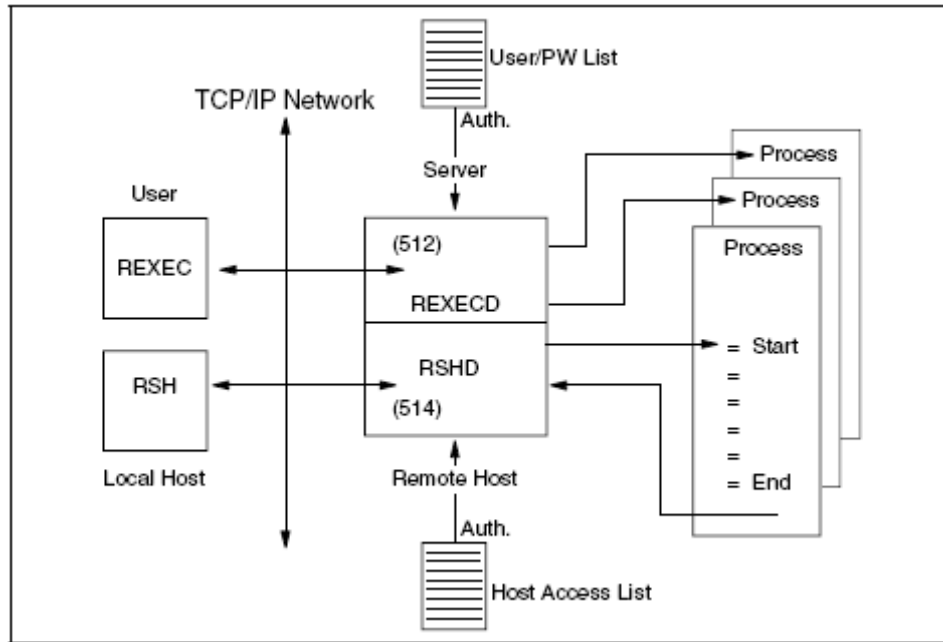 User/PW List
TCP/IP Network
Auth.
Process
Server
User
Process
(512)
Process
REXEC
REXECD
= Start
RSHD
=
RSH
=
(514)
=
=
Local Host
Remote Host
= End
Auth.
Host Access List